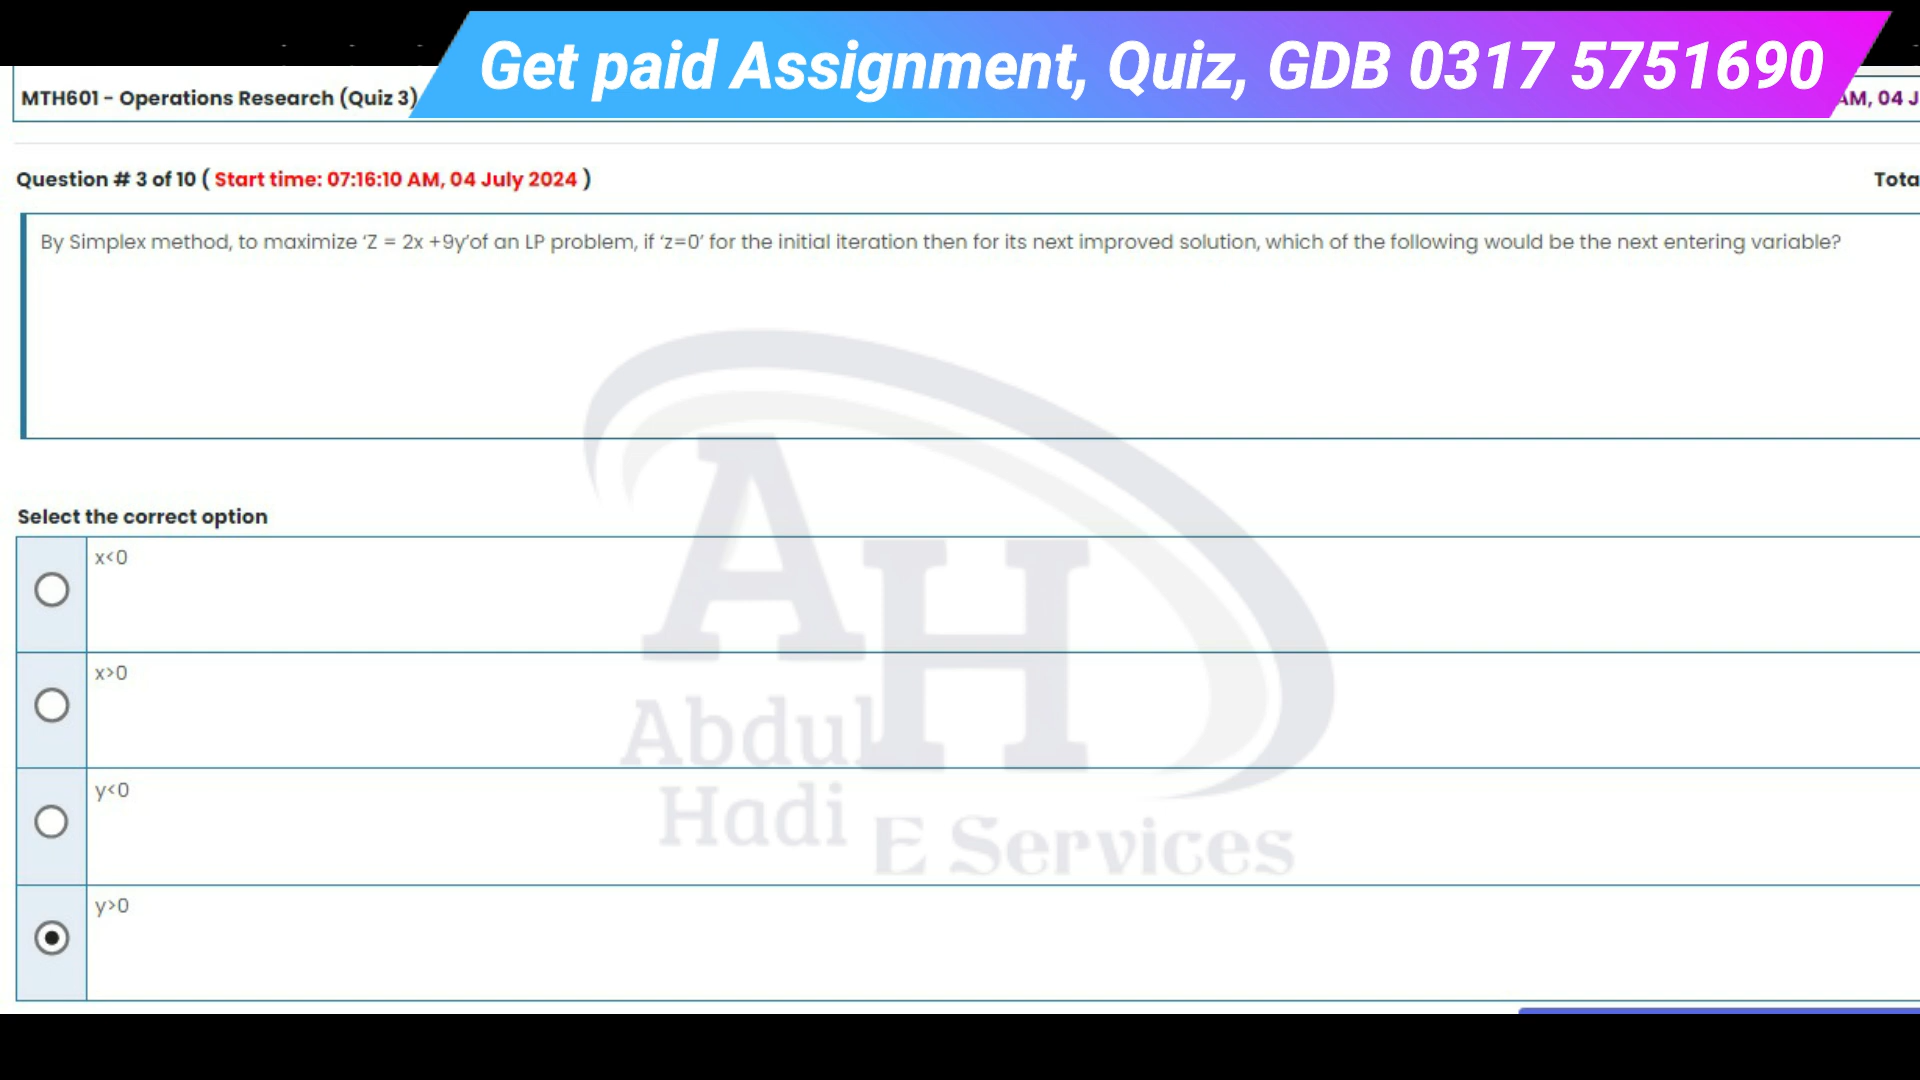 Get paid Assignment, Quiz, GDB 0317 5751690
MTH601 - Operations Research (Quiz 3)
AM, 04 J
Question # 3 of 10 ( Start time: 07:16:10 AM, 04 July 2024 )
Tota
By Simplex method, to maximize ‘Z = 2x +9y’of an LP problem, if ‘z=0’ for the initial iteration then for its next improved solution, which of the following would be the next entering variable?
Select the correct option
x<0
x>0
y<0
y>0
AH
Abdul
Hadi
E Services